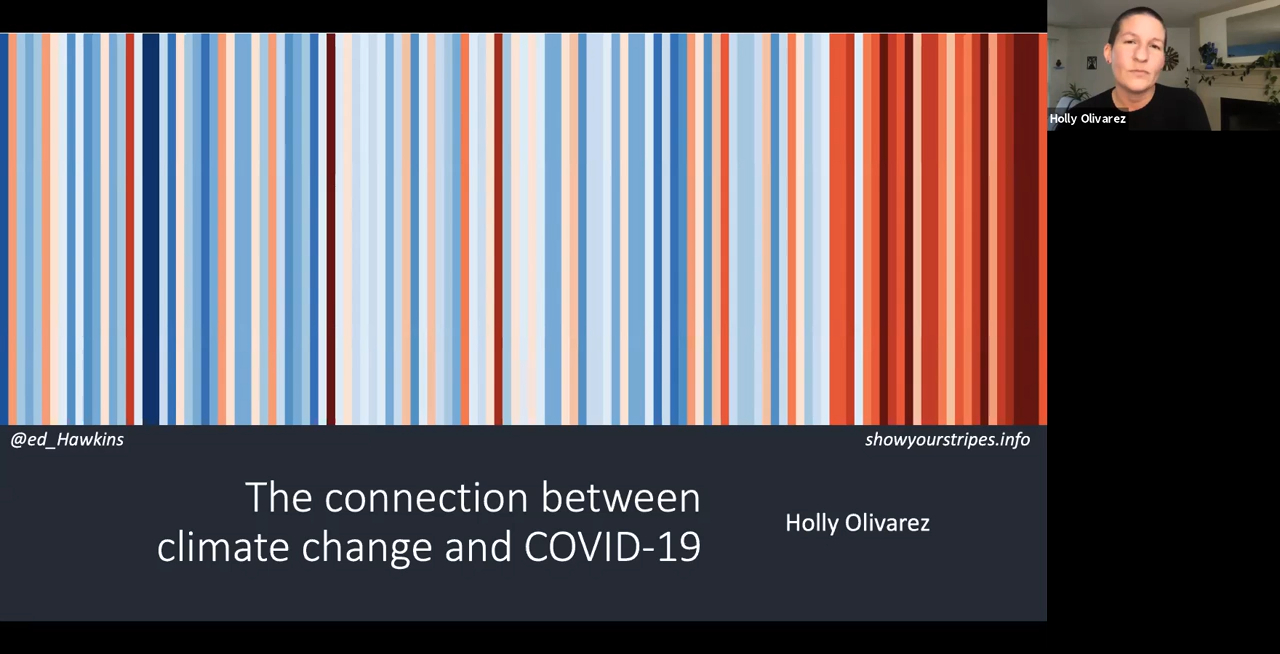 Holly Olivarez
@ed_Hawkins
showyourstripes.info
The connection between
climate change and COVID-19
Holly Olivarez